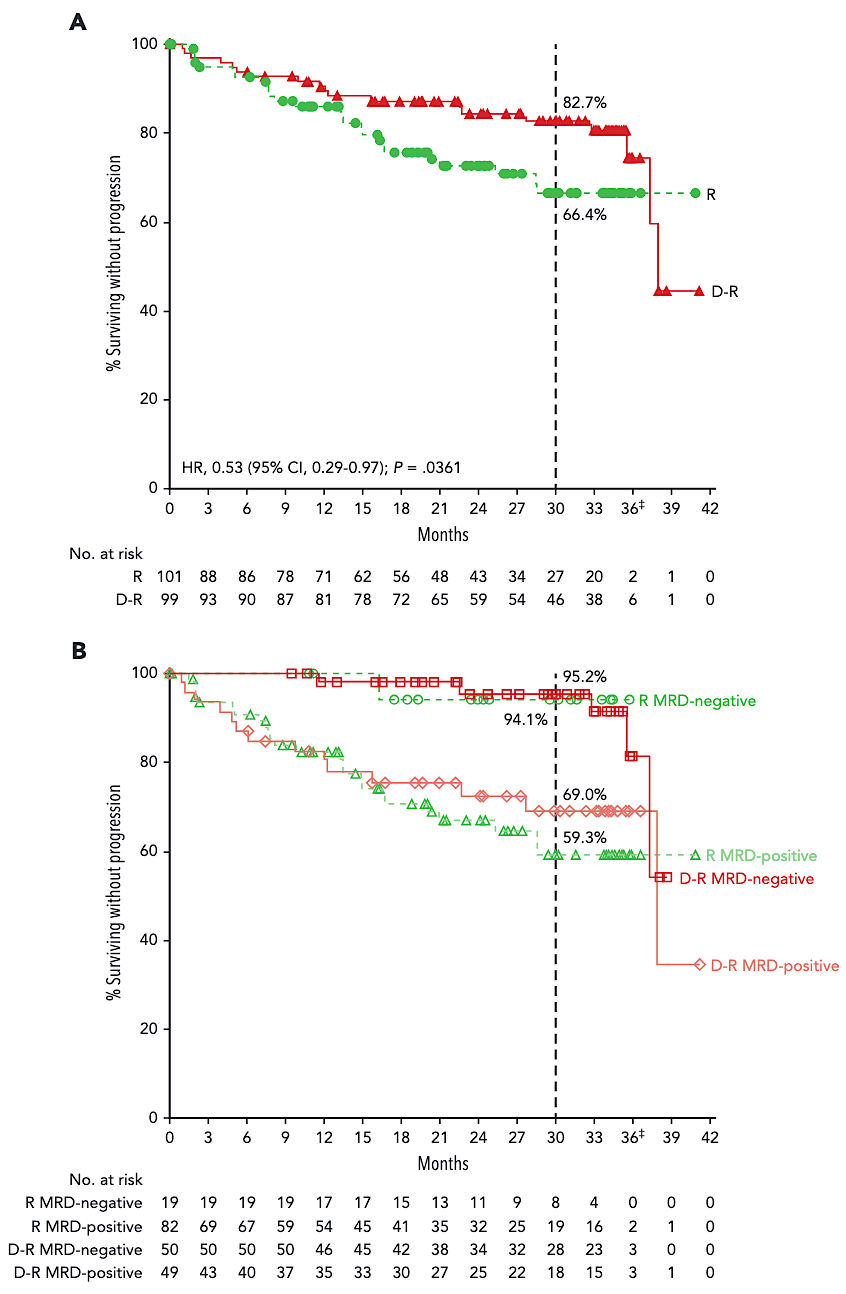 A
100
80
60
40
20
0
% Surviving without progression
82.7%
66.4%
R
D-R
HR, 0.53 (95% CI, 0.29-0.97); P = .0361
0 3 6 9 12 15 18 21 24 27 30 33 36‡ 39 42
Months
No. at risk
R 101 88 86 78 71 62 56 48 43 34 27 20 2 1 0
D-R 99 93 90 87 81 78 72 65 59 54 46 38 6 1 0
B
100
80
60
40
20
0
% Surviving without progression
95.2%
R MRD-negative
94.1%
69.0%
59.3%
R MRD-positive
D-R MRD-negative
D-R MRD-positive
0 3 6 9 12 15 18 21 24 27 30 33 36‡ 39 42
Months
No. at risk
R MRD-negative 19 19 19 19 17 17 15 13 11 9 8 4 0 0 0
R MRD-positive 82 69 67 59 54 45 41 35 32 25 19 16 2 1 0
D-R MRD-negative 50 50 50 50 46 45 42 38 34 32 28 23 3 0 0
D-R MRD-positive 49 43 40 37 35 33 30 27 25 22 18 15 3 1 0